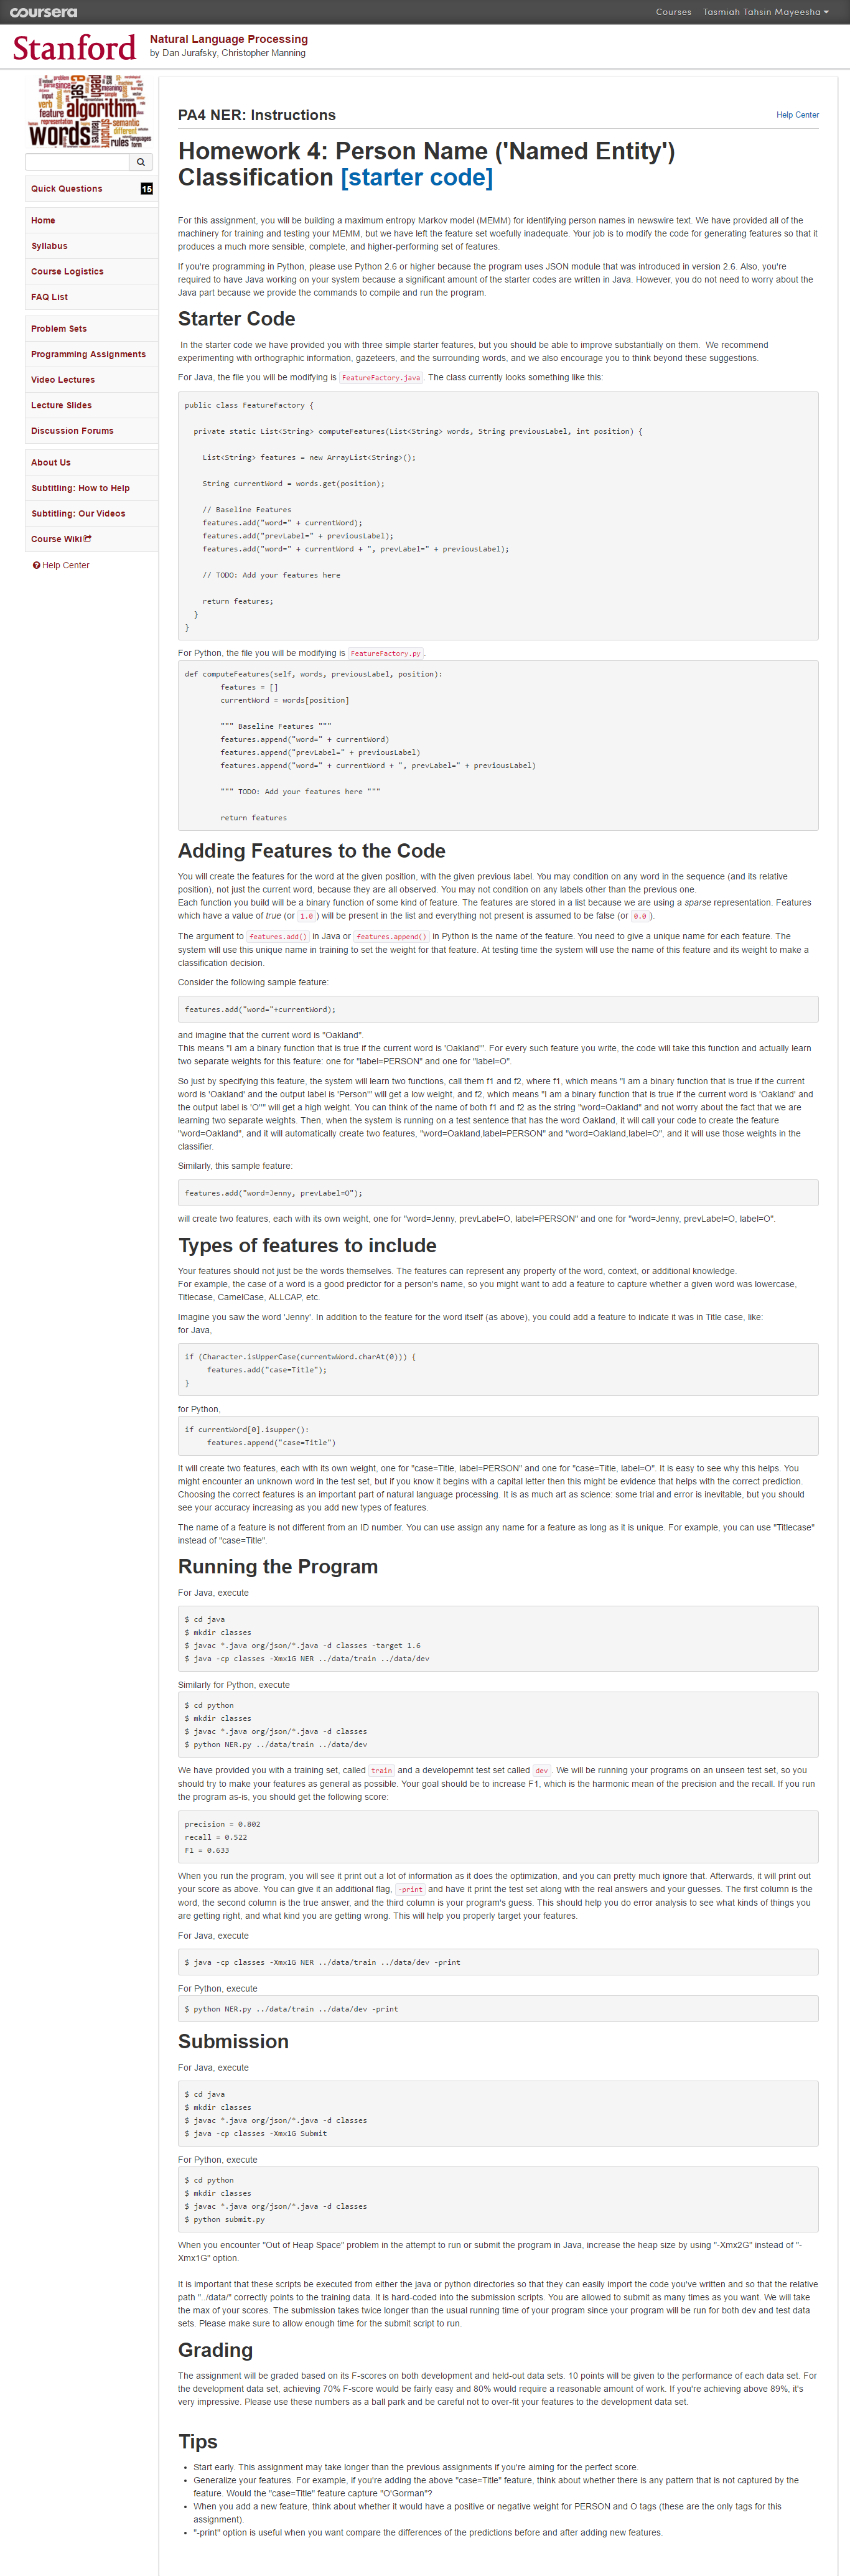 coursera
Courses Tasmiah Tahsin Mayeesha
Stanford
Natural Language Processing
by Dan Jurafsky, Christopher Manning
algorithm
verb
feature
words
semantic
different
rules
languages
form
Quick Questions 15
Home
Syllabus
Course Logistics
FAQ List
Problem Sets
Programming Assignments
Video Lectures
Lecture Slides
Discussion Forums
About Us
Subtitling: How to Help
Subtitling: Our Videos
Course Wiki
Help Center
PA4 NER: Instructions
Help Center
Homework 4: Person Name ('Named Entity')
Classification [starter code]
For this assignment, you will be building a maximum entropy Markov model (MEMM) for identifying person names in newswire text. We have provided all of the
machinery for training and testing your MEMM, but we have left the feature set woefully inadequate. Your job is to modify the code for generating features so that it
produces a much more sensible, complete, and higher-performing set of features.
If you're programming in Python, please use Python 2.6 or higher because the program uses JSON module that was introduced in version 2.6. Also, you're
required to have Java working on your system because a significant amount of the starter codes are written in Java. However, you do not need to worry about the
Java part because we provide the commands to compile and run the program.
Starter Code
In the starter code we have provided you with three simple starter features, but you should be able to improve substantially on them. We recommend
experimenting with orthographic information, gazeteers, and the surrounding words, and we also encourage you to think beyond these suggestions.
For Java, the file you will be modifying is FeatureFactory.java. The class currently looks something like this:
public class FeatureFactory {
private static List<String> computeFeatures(List<String> words, String previousLabel, int position) {
List<String> features = new ArrayList<String>();
String currentWord = words.get(position);
// Baseline Features
features.add("word=" + currentWord);
features.add("prevLabel=" + previousLabel);
features.add("word=" + currentWord + ", prevLabel=" + previousLabel);
// TODO: Add your features here
return features;
}
}
For Python, the file you will be modifying is FeatureFactory.py.
def computeFeatures(self, words, previousLabel, position):
features = []
currentWord = words[position]
""" Baseline Features """
features.append("word=" + currentWord)
features.append("prevLabel=" + previousLabel)
features.append("word=" + currentWord + ", prevLabel=" + previousLabel)
""" TODO: Add your features here """
return features
Adding Features to the Code
You will create the features for the word at the given position, with the given previous label. You may condition on any word in the sequence (and its relative
position), not just the current word, because they are all observed. You may not condition on any labels other than the previous one.
Each function you build will be a binary function of some kind of feature. The features are stored in a list because we are using a sparse representation. Features
which have a value of true (or 1.0) will be present in the list and everything not present is assumed to be false (or 0.0).
The argument to features.add() in Java or features.append() in Python is the name of the feature. You need to give a unique name for each feature. The
system will use this unique name in training to set the weight for that feature. At testing time the system will use the name of this feature and its weight to make a
classification decision.
Consider the following sample feature:
features.add("word="+currentWord);
and imagine that the current word is "Oakland".
This means "I am a binary function that is true if the current word is 'Oakland'". For every such feature you write, the code will take this function and actually learn
two separate weights for this feature: one for "label=PERSON" and one for "label=O".
So just by specifying this feature, the system will learn two functions, call them f1 and f2, where f1, which means "I am a binary function that is true if the current
word is 'Oakland' and the output label is 'Person'" will get a low weight, and f2, which means "I am a binary function that is true if the current word is 'Oakland' and
the output label is 'O'" will get a high weight. You can think of the name of both f1 and f2 as the string "word=Oakland" and not worry about the fact that we are
learning two separate weights. Then, when the system is running on a test sentence that has the word Oakland, it will call your code to create the feature
"word=Oakland", and it will automatically create two features, "word=Oakland,label=PERSON" and "word=Oakland,label=O", and it will use those weights in the
classifier.
Similarly, this sample feature:
features.add("word=Jenny, prevLabel=O");
will create two features, each with its own weight, one for "word=Jenny, prevLabel=O, label=PERSON" and one for "word=Jenny, prevLabel=O, label=O".
Types of features to include
Your features should not just be the words themselves. The features can represent any property of the word, context, or additional knowledge.
For example, the case of a word is a good predictor for a person's name, so you might want to add a feature to capture whether a given word was lowercase,
Titlecase, CamelCase, ALLCAP, etc.
Imagine you saw the word 'Jenny'. In addition to the feature for the word itself (as above), you could add a feature to indicate it was in Title case, like:
for Java,
if (Character.isUpperCase(currentwWord.charAt(0))) {
features.add("case=Title");
}
for Python,
if currentWord[0].isupper():
features.append("case=Title")
It will create two features, each with its own weight, one for "case=Title, label=PERSON" and one for "case=Title, label=O". It is easy to see why this helps. You
might encounter an unknown word in the test set, but if you know it begins with a capital letter then this might be evidence that helps with the correct prediction.
Choosing the correct features is an important part of natural language processing. It is as much art as science: some trial and error is inevitable, but you should
see your accuracy increasing as you add new types of features.
The name of a feature is not different from an ID number. You can use assign any name for a feature as long as it is unique. For example, you can use "Titlecase"
instead of "case=Title".
Running the Program
For Java, execute
$ cd java
$ mkdir classes
$ javac *.java org/json/*.java -d classes -target 1.6
$ java -cp classes -Xmx1G NER ../data/train ../data/dev
Similarly for Python, execute
$ cd python
$ mkdir classes
$ javac *.java org/json/*.java -d classes
$ python NER.py ../data/train ../data/dev
We have provided you with a training set, called train and a developemnt test set called dev. We will be running your programs on an unseen test set, so you
should try to make your features as general as possible. Your goal should be to increase F1, which is the harmonic mean of the precision and the recall. If you run
the program as-is, you should get the following score:
precision = 0.802
recall = 0.522
F1 = 0.633
When you run the program, you will see it print out a lot of information as it does the optimization, and you can pretty much ignore that. Afterwards, it will print out
your score as above. You can give it an additional flag, -print and have it print the test set along with the real answers and your guesses. The first column is the
word, the second column is the true answer, and the third column is your program's guess. This should help you do error analysis to see what kinds of things you
are getting right, and what kind you are getting wrong. This will help you properly target your features.
For Java, execute
$ java -cp classes -Xmx1G NER ../data/train ../data/dev -print
For Python, execute
$ python NER.py ../data/train ../data/dev -print
Submission
For Java, execute
$ cd java
$ mkdir classes
$ javac *.java org/json/*.java -d classes
$ java -cp classes -Xmx1G Submit
For Python, execute
$ cd python
$ mkdir classes
$ javac *.java org/json/*.java -d classes
$ python submit.py
When you encounter "Out of Heap Space" problem in the attempt to run or submit the program in Java, increase the heap size by using "-Xmx2G" instead of "-
Xmx1G" option.
It is important that these scripts be executed from either the java or python directories so that they can easily import the code you've written and so that the relative
path "../data/" correctly points to the training data. It is hard-coded into the submission scripts. You are allowed to submit as many times as you want. We will take
the max of your scores. The submission takes twice longer than the usual running time of your program since your program will be run for both dev and test data
sets. Please make sure to allow enough time for the submit script to run.
Grading
The assignment will be graded based on its F-scores on both development and held-out data sets. 10 points will be given to the performance of each data set. For
the development data set, achieving 70% F-score would be fairly easy and 80% would require a reasonable amount of work. If you're achieving above 89%, it's
very impressive. Please use these numbers as a ball park and be careful not to over-fit your features to the development data set.
Tips
• Start early. This assignment may take longer than the previous assignments if you're aiming for the perfect score.
• Generalize your features. For example, if you're adding the above "case=Title" feature, think about whether there is any pattern that is not captured by the
feature. Would the "case=Title" feature capture "O'Gorman"?
• When you add a new feature, think about whether it would have a positive or negative weight for PERSON and O tags (these are the only tags for this
assignment).
• "-print" option is useful when you want compare the differences of the predictions before and after adding new features.